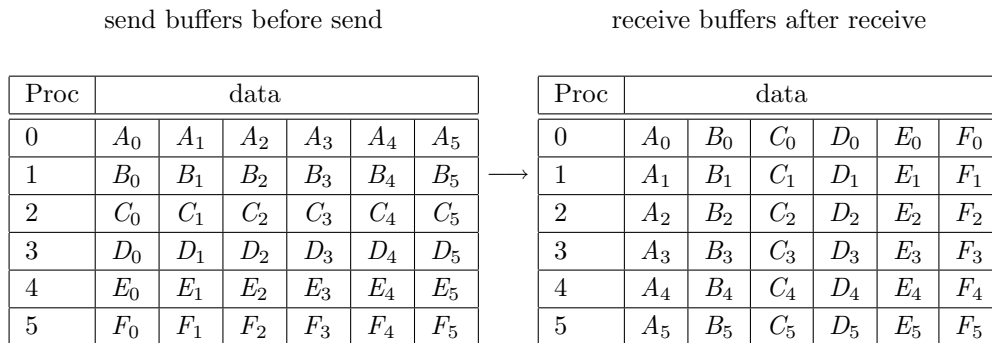 send buffers before send receive buffers after receive
Proc data Proc data
0 A₀ A₁ A₂ A₃ A₄ A₅ 0 A₀ B₀ C₀ D₀ E₀ F₀
1 B₀ B₁ B₂ B₃ B₄ B₅ ⟶ 1 A₁ B₁ C₁ D₁ E₁ F₁
2 C₀ C₁ C₂ C₃ C₄ C₅ 2 A₂ B₂ C₂ D₂ E₂ F₂
3 D₀ D₁ D₂ D₃ D₄ D₅ 3 A₃ B₃ C₃ D₃ E₃ F₃
4 E₀ E₁ E₂ E₃ E₄ E₅ 4 A₄ B₄ C₄ D₄ E₄ F₄
5 F₀ F₁ F₂ F₃ F₄ F₅ 5 A₅ B₅ C₅ D₅ E₅ F₅